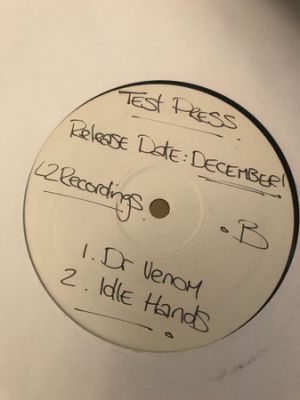 TEST PRESS.
Release Date: DECEMBER!
L2 Recordings.
. B
1. Dr Venom
2. IDLE Hands